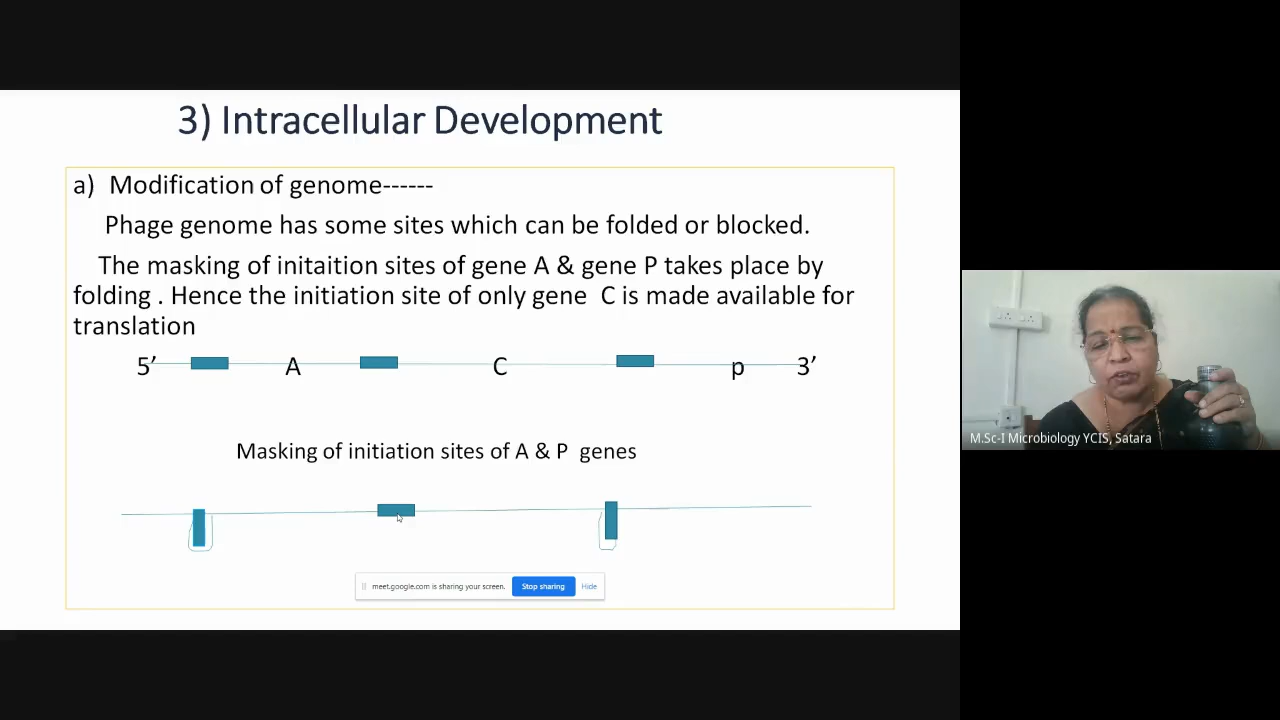 3) Intracellular Development
a) Modification of genome------
Phage genome has some sites which can be folded or blocked.
The masking of initaition sites of gene A & gene P takes place by
folding . Hence the initiation site of only gene C is made available for
translation
5’ A C p 3’
Masking of initiation sites of A & P genes
meet.google.com is sharing your screen. Stop sharing Hide
M.Sc-I Microbiology YCIS, Satara